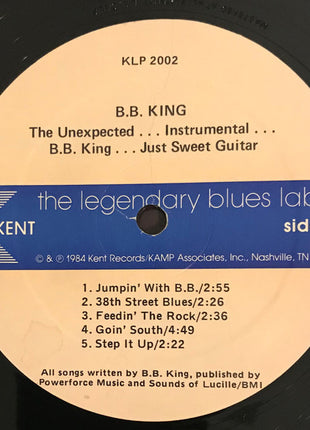 KLP 2002
B.B. KING
The Unexpected . . . Instrumental . . .
B.B. King . . . Just Sweet Guitar
the legendary blues lab
KENT
sid
© & ℗ 1984 Kent Records/KAMP Associates, Inc., Nashville, TN
1. Jumpin' With B.B./2:55
2. 38th Street Blues/2:26
3. Feedin' The Rock/2:36
4. Goin' South/4:49
5. Step It Up/2:22
All songs written by B.B. King, published by
Powerforce Music and Sounds of Lucille/BMI